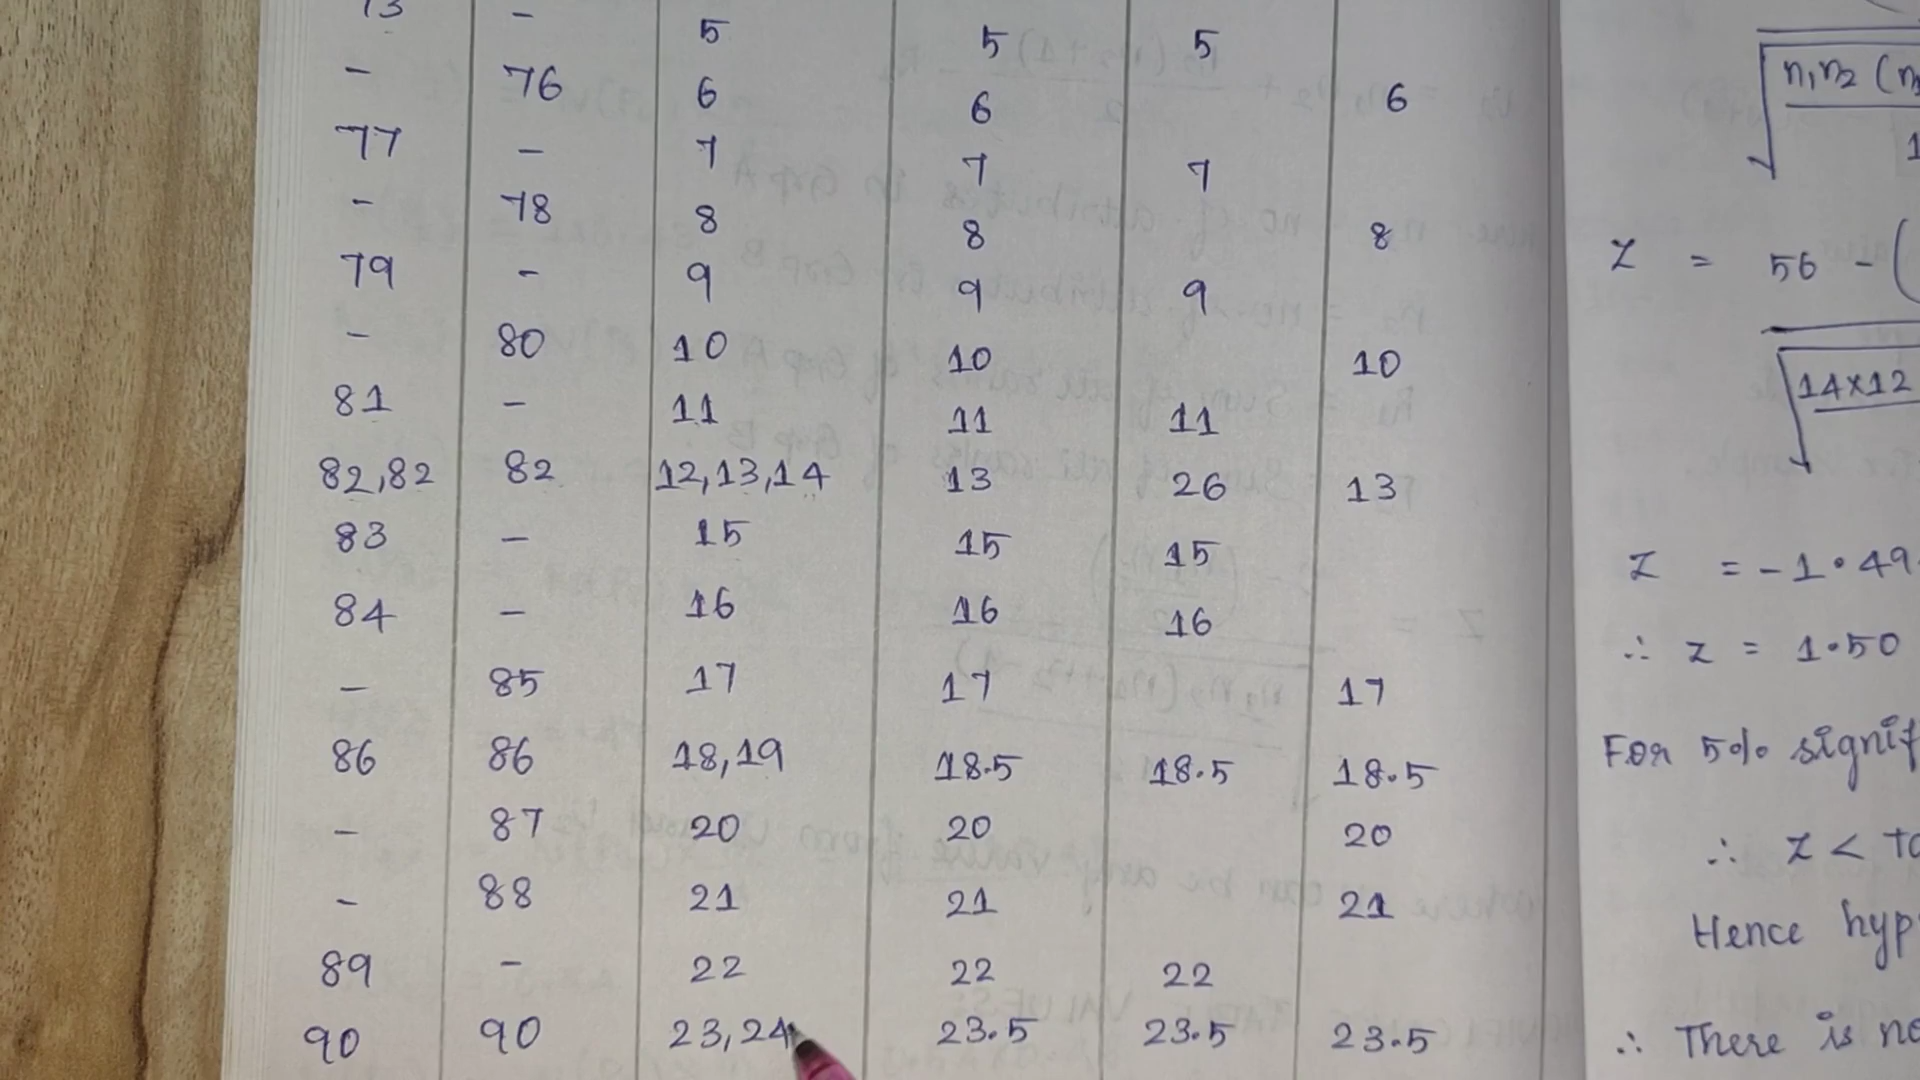 73 – 5 5 5
– 76 6 6 6
77 – 7 7 7
– 78 8 8 8
79 – 9 9 9
– 80 10 10 10
81 – 11 11 11
82,82 82 12,13,14 13 26 13
83 – 15 15 15
84 – 16 16 16
– 85 17 17 17
86 86 18,19 18.5 18.5 18.5
– 87 20 20 20
– 88 21 21 21
89 – 22 22 22
90 90 23,24 23.5 23.5 23.5
n₁n₂ (n₁
1
Z = 56 - (
14×12
Z = - 1.49
∴ Z = 1.50
For 5% signif
∴ Z <
Hence hyp
∴ There is no